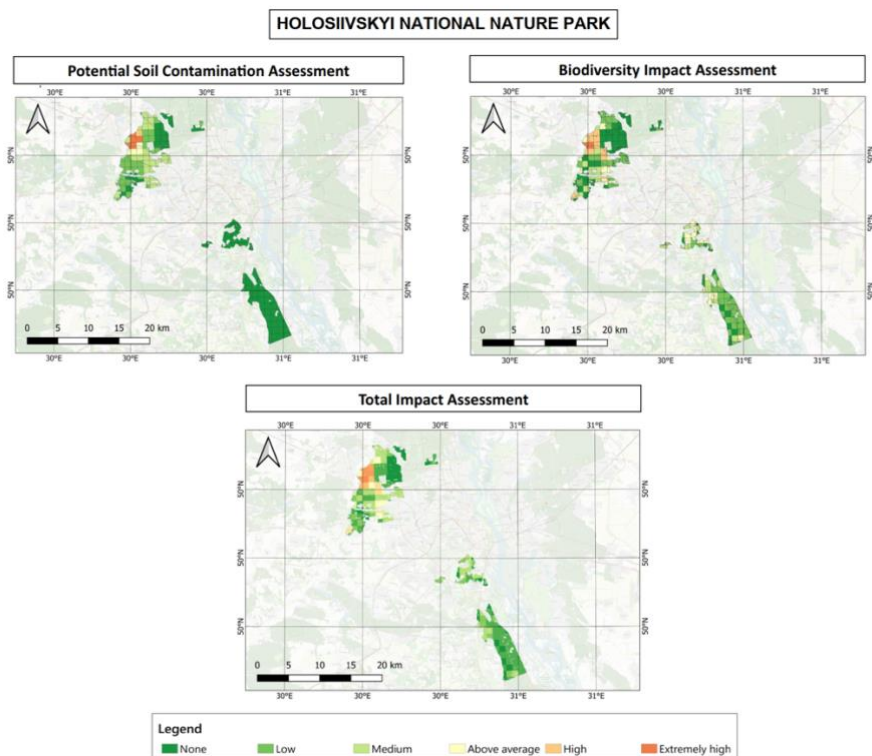 HOLOSIIVSKYI NATIONAL NATURE PARK
Potential Soil Contamination Assessment
Biodiversity Impact Assessment
30°E 30°E 30°E 31°E 31°E
30°E 30°E 30°E 31°E 31°E
50°N 50°N
50°N 50°N
50°N 50°N
50°N 50°N
50°N 50°N
50°N 50°N
0 5 10 15 20 km
0 5 10 15 20 km
30°E 30°E 30°E 31°E 31°E
30°E 30°E 30°E 31°E 31°E
Total Impact Assessment
30°E 30°E 30°E 31°E 31°E
50°N 50°N
50°N 50°N
50°N 50°N
0 5 10 15 20 km
30°E 30°E 30°E 31°E 31°E
Legend
None Low Medium Above average High Extremely high